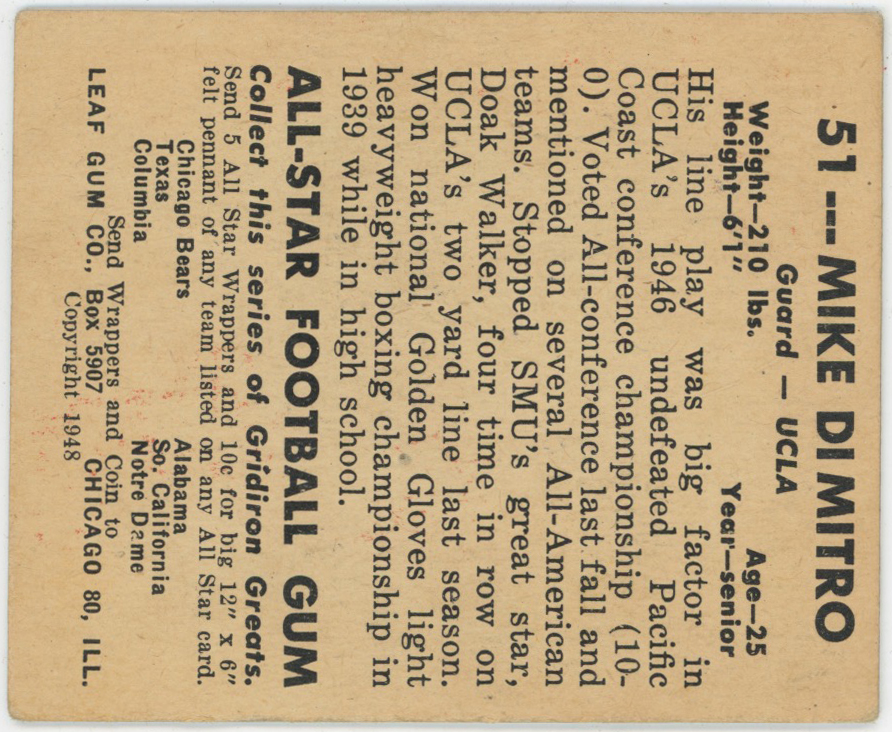 51 --- MIKE DI MITRO
Guard — UCLA
Weight—210 lbs. Age—25
Height—6'1" Year—senior
His line play was big factor in
UCLA's 1946 undefeated Pacific
Coast conference championship (10-
0). Voted All-conference last fall and
mentioned on several All-American
teams. Stopped SMU's great star,
Doak Walker, four time in row on
UCLA's two yard line last season.
Won national Golden Gloves light
heavyweight boxing championship in
1939 while in high school.
ALL-STAR FOOTBALL GUM
Collect this series of Gridiron Greats.
Send 5 All Star Wrappers and 10c for big 12" x 6"
felt pennant of any team listed on any All Star card.
Chicago Bears Alabama
Texas So. California
Columbia Notre Dame
Send Wrappers and Coin to
LEAF GUM CO., Box 5907 CHICAGO 80, ILL.
Copyright 1948